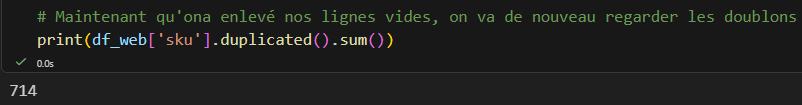 # Maintenant qu'ona enlevé nos lignes vides, on va de nouveau regarder les doublons
print(df_web['sku'].duplicated().sum())
0.0s
714